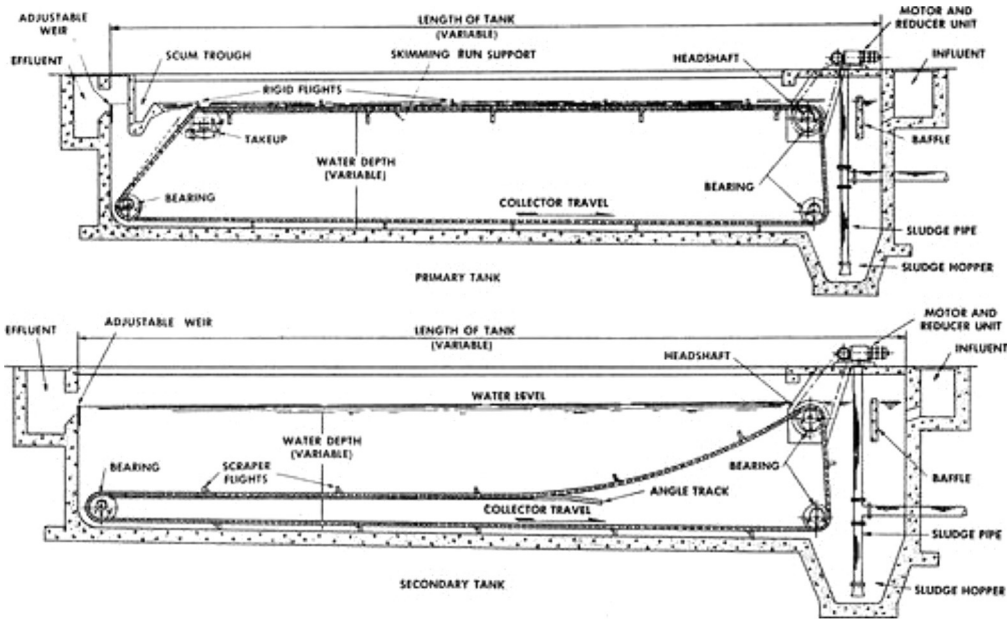 ADJUSTABLE
WEIR
EFFLUENT
SCUM TROUGH
LENGTH OF TANK
(VARIABLE)
SKIMMING RUN SUPPORT
HEADSHAFT
MOTOR AND
REDUCER UNIT
INFLUENT
RIGID FLIGHTS
TAKEUP
WATER DEPTH
(VARIABLE)
BAFFLE
BEARING
COLLECTOR TRAVEL
BEARING
SLUDGE PIPE
SLUDGE HOPPER
PRIMARY TANK
EFFLUENT
ADJUSTABLE WEIR
LENGTH OF TANK
(VARIABLE)
HEADSHAFT
MOTOR AND
REDUCER UNIT
INFLUENT
WATER LEVEL
WATER DEPTH
(VARIABLE)
BEARING
SCRAPER
FLIGHTS
BEARING
ANGLE TRACK
COLLECTOR TRAVEL
BAFFLE
SLUDGE PIPE
SLUDGE HOPPER
SECONDARY TANK